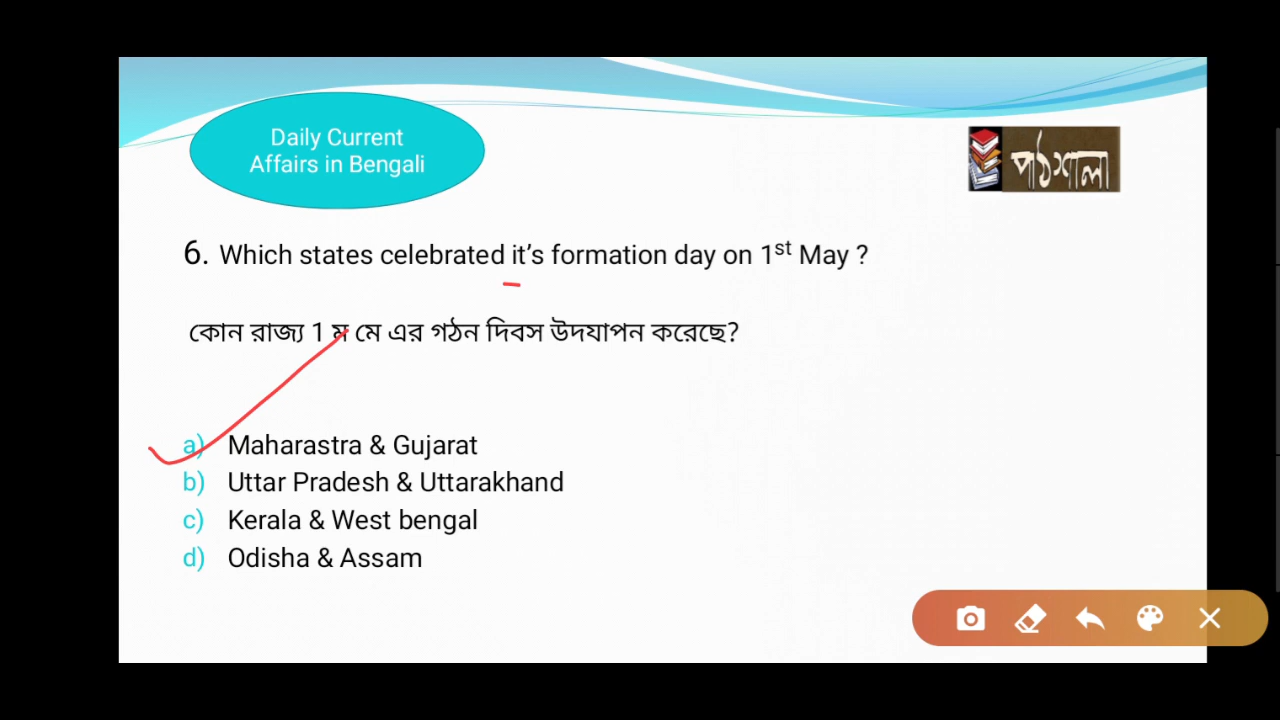 Daily Current
Affairs in Bengali
পাঠশালা
6. Which states celebrated it’s formation day on 1st May ?
কোন রাজ্য 1 ম মে এর গঠন দিবস উদযাপন করেছে?
a) Maharastra & Gujarat
b) Uttar Pradesh & Uttarakhand
c) Kerala & West bengal
d) Odisha & Assam